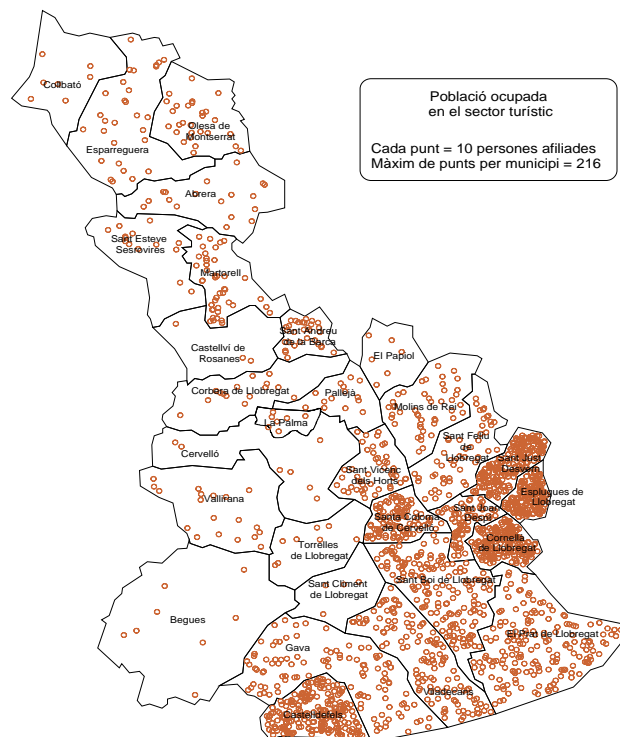 Població ocupada
en el sector turístic
Cada punt = 10 persones afiliades
Màxim de punts per municipi = 216
Collbató
Olesa de
Montserrat
Esparreguera
Abrera
Sant Esteve
Sesrovires
Martorell
Sant Andreu
de la Barca
Castellví de
Rosanes
El Papiol
Corbera de Llobregat
Pallejà
Molins de Rei
La Palma
Sant Feliu
de
Llobregat
Cervelló
Sant Just
Desvern
Sant Vicenç
dels Horts
Esplugues de
Llobregat
Vallirana
Santa Coloma
de Cervelló
Sant Joan
Despí
Cornellà
de Llobregat
Torrelles
de Llobregat
Sant Climent
de Llobregat
Sant Boi de Llobregat
Begues
El Prat de Llobregat
Gavà
Viladecans
Castelldefels